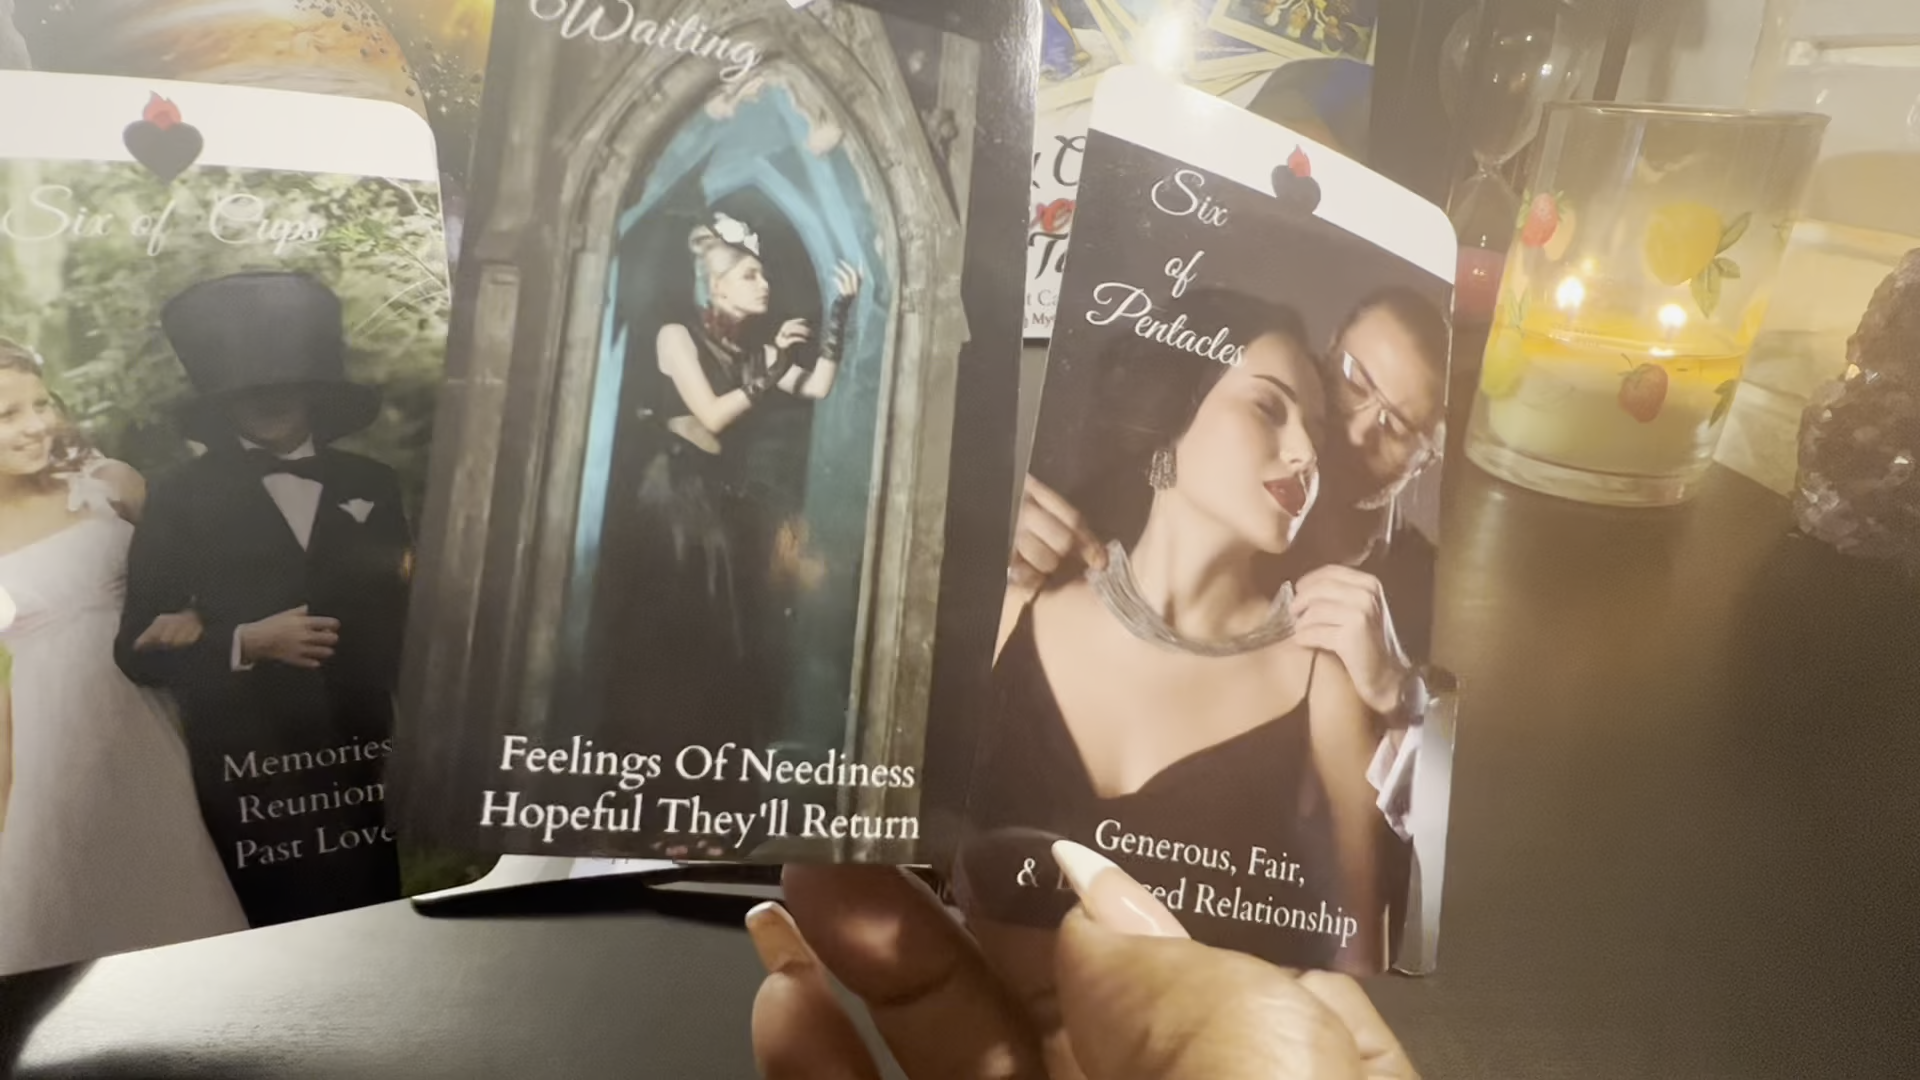 Six of Cups
Memories
Reunion
Past Love
Waiting
Feelings Of Neediness
Hopeful They'll Return
Six
of
Pentacles
Generous, Fair,
& Relationship